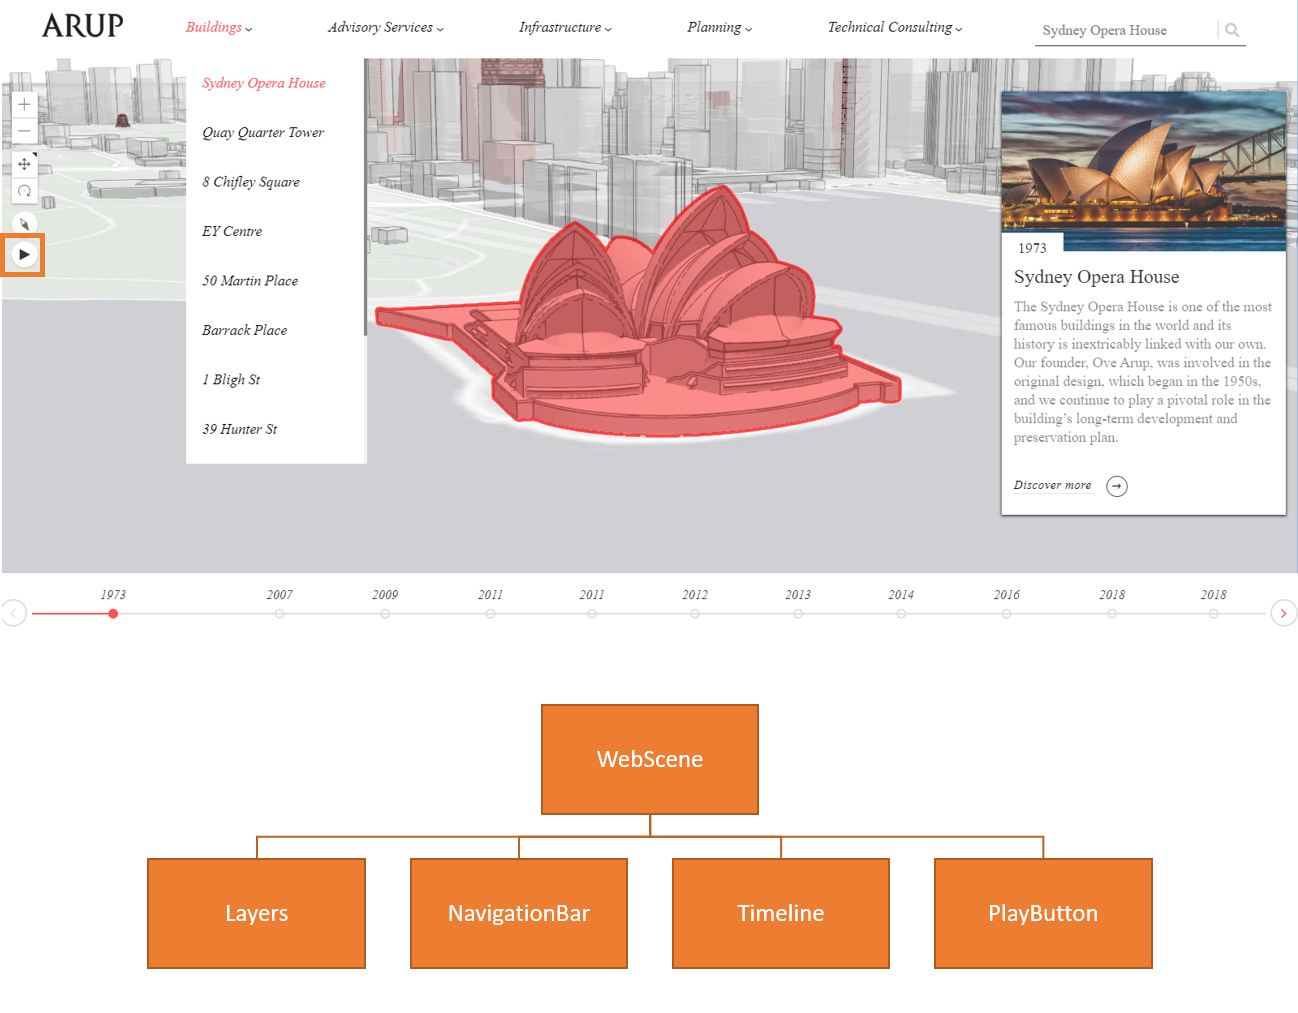 ARUP
Buildings
Advisory Services
Infrastructure
Planning
Technical Consulting
Sydney Opera House
Sydney Opera House
Quay Quarter Tower
8 Chifley Square
EY Centre
50 Martin Place
Barrack Place
1 Bligh St
39 Hunter St
1973
Sydney Opera House
The Sydney Opera House is one of the most
famous buildings in the world and its
history is inextricably linked with our own.
Our founder, Ove Arup, was involved in the
original design, which began in the 1950s,
and we continue to play a pivotal role in the
building’s long-term development and
preservation plan.
Discover more
1973
2007
2009
2011
2011
2012
2013
2014
2016
2018
2018
WebScene
Layers
NavigationBar
Timeline
PlayButton